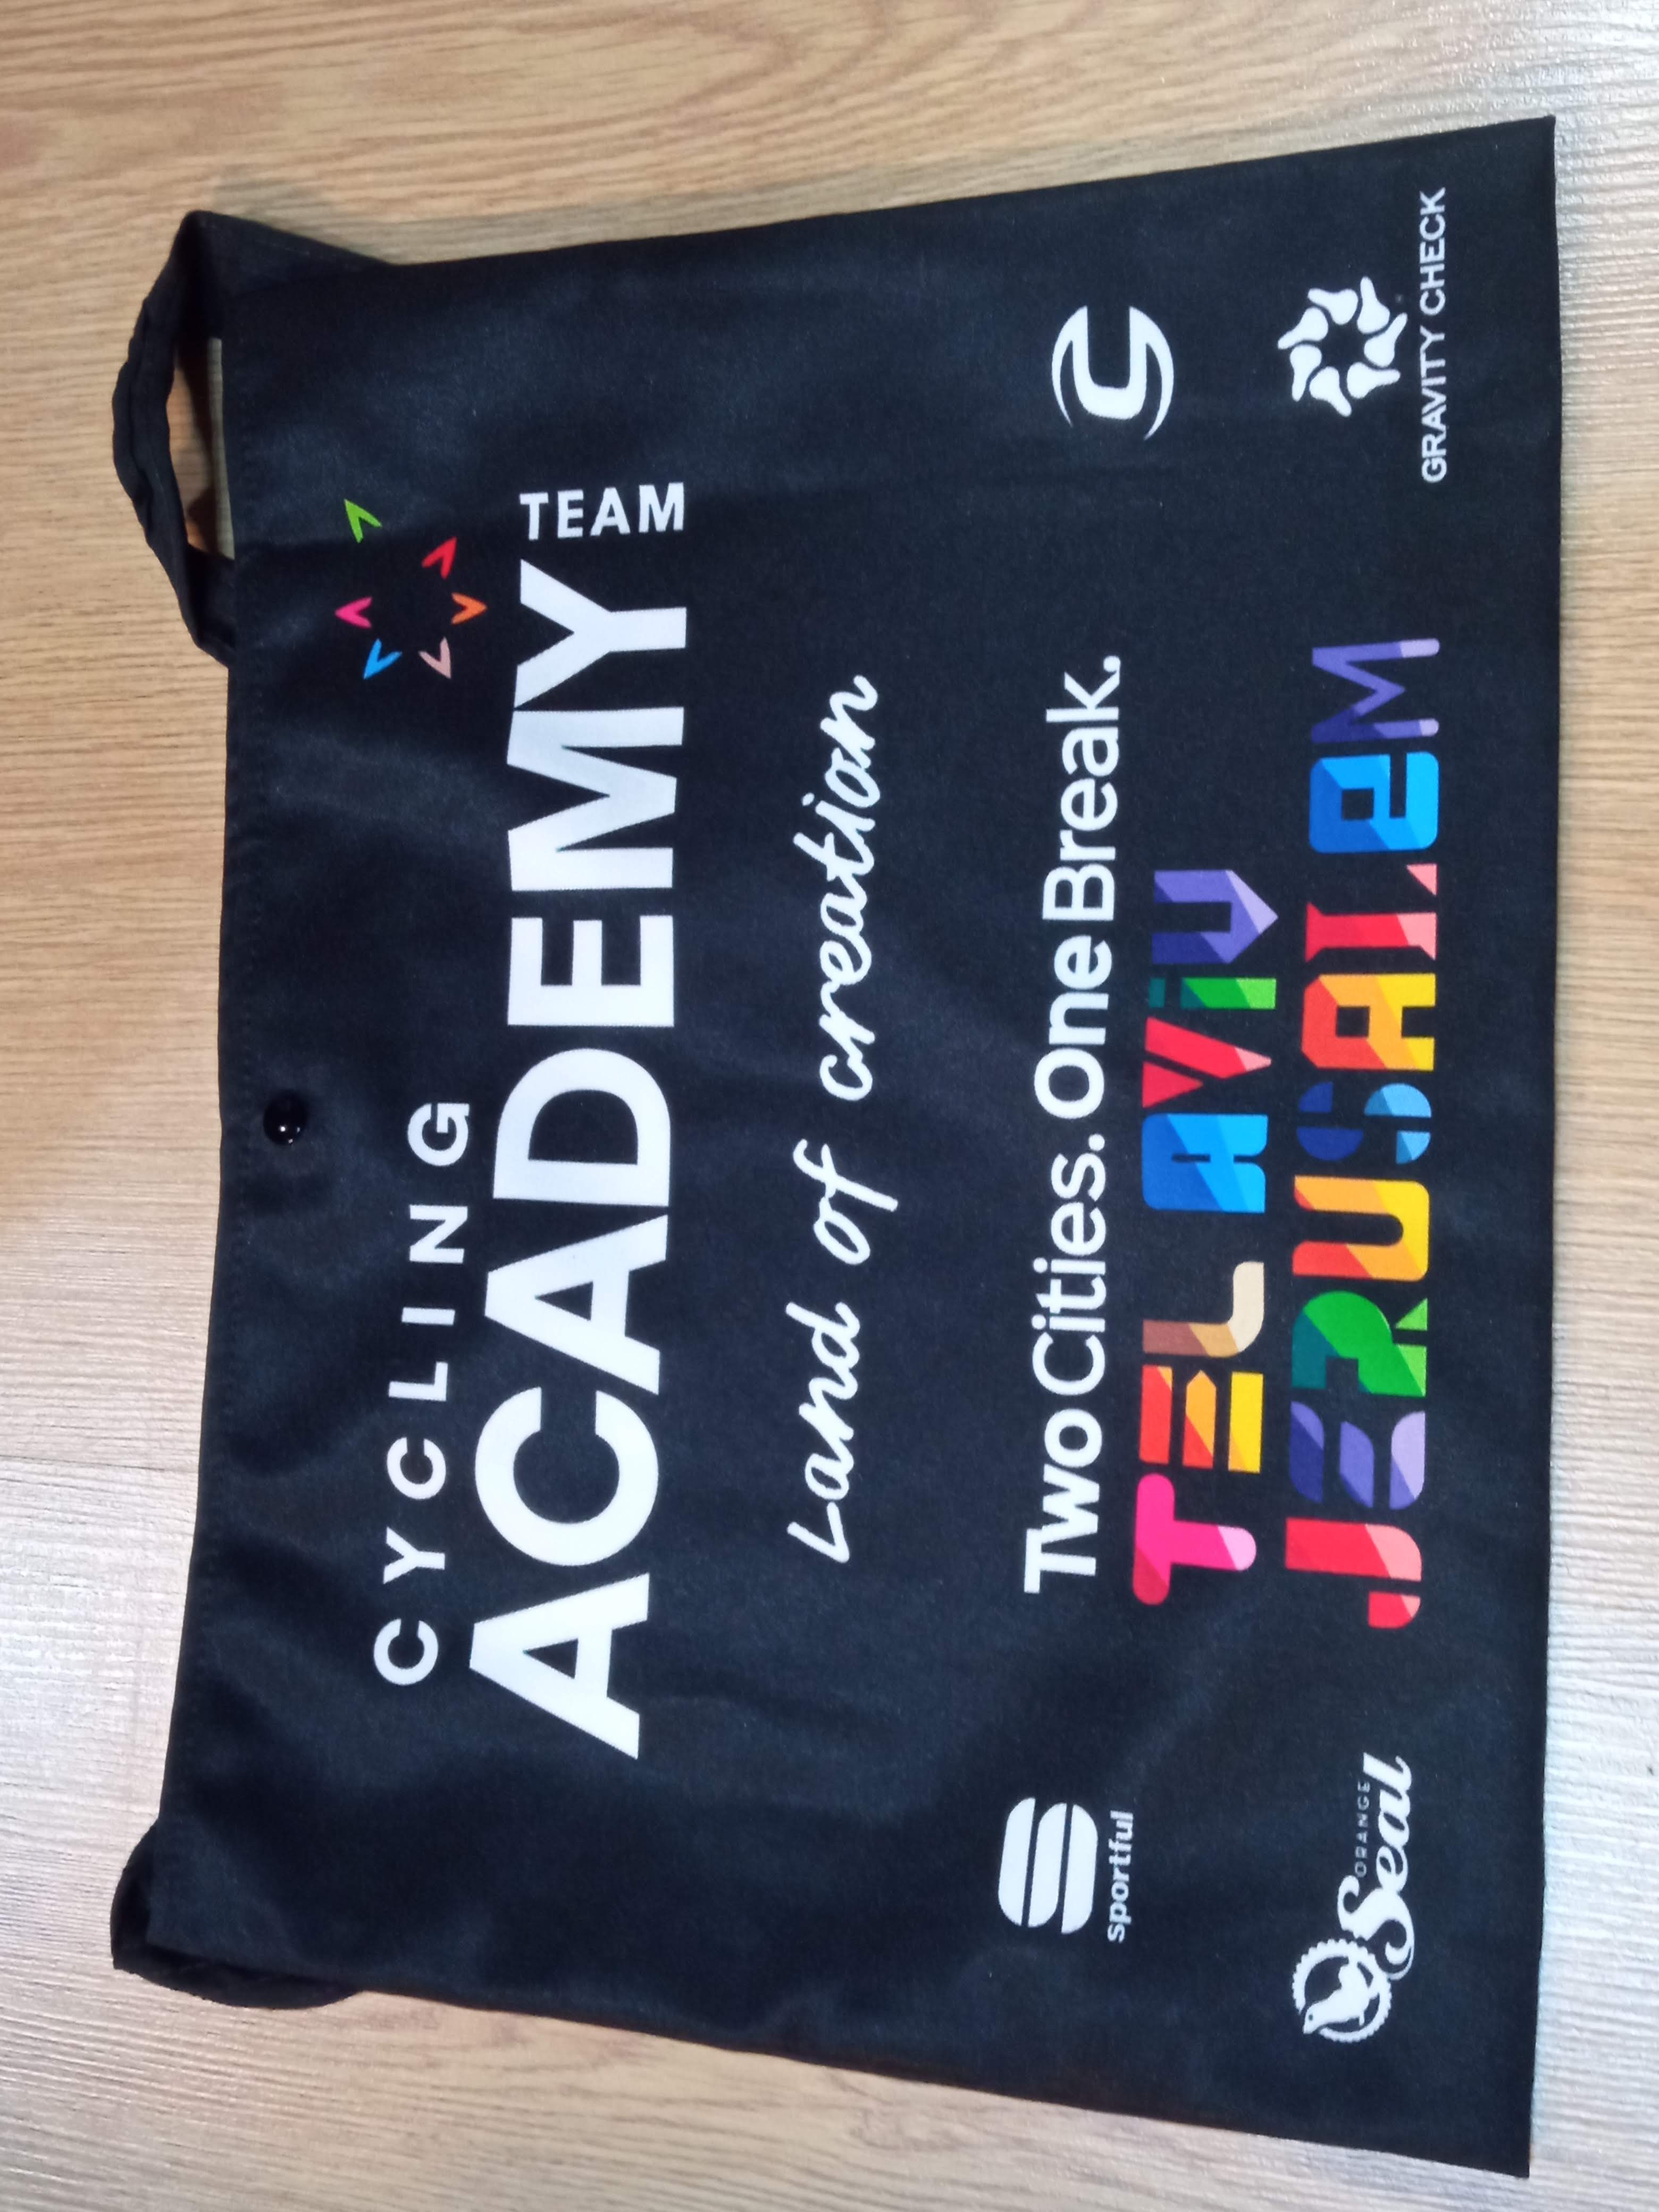 CYCLING
ACADEMY
TEAM
Land of creation
Two Cities. One Break.
TEL AVIV
JERUSALEM
sportful
ORANGE
Seal
GRAVITY CHECK